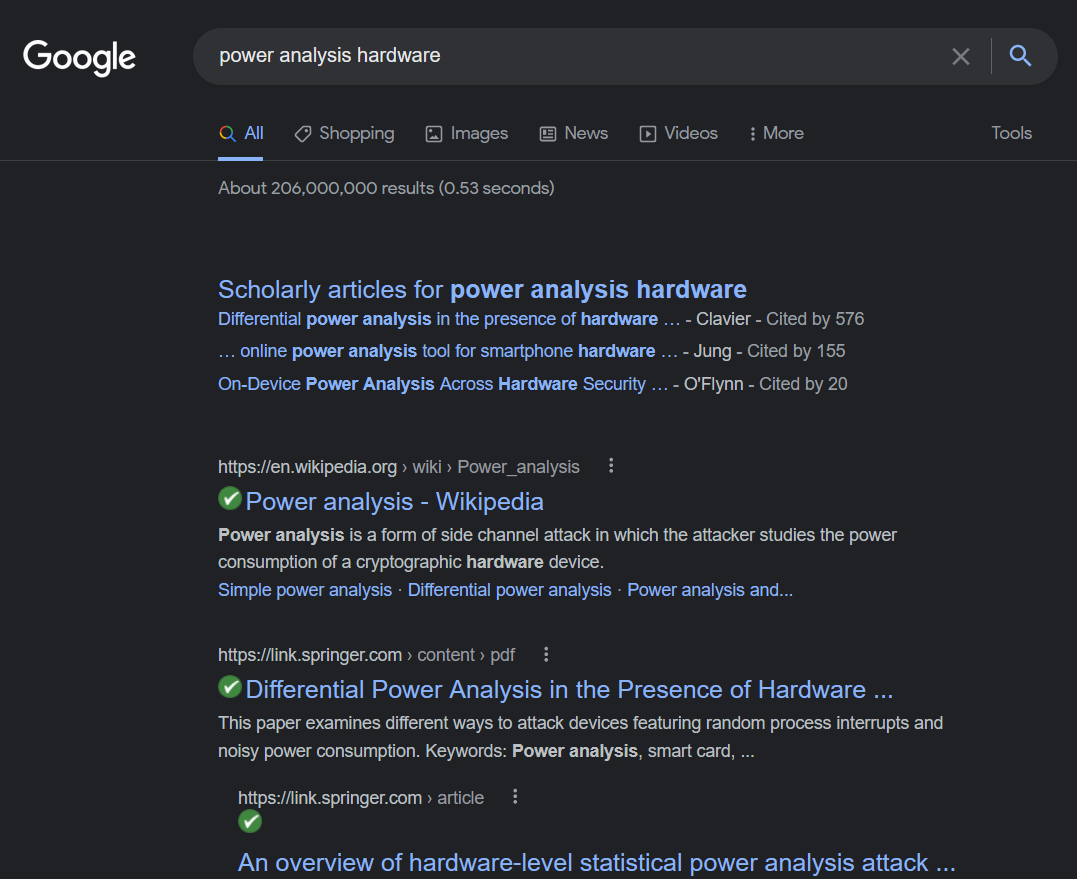 Google
power analysis hardware
All Shopping Images News Videos More Tools
About 206,000,000 results (0.53 seconds)
Scholarly articles for power analysis hardware
Differential power analysis in the presence of hardware … - Clavier - Cited by 576
… online power analysis tool for smartphone hardware … - Jung - Cited by 155
On-Device Power Analysis Across Hardware Security … - O'Flynn - Cited by 20
https://en.wikipedia.org › wiki › Power_analysis
Power analysis - Wikipedia
Power analysis is a form of side channel attack in which the attacker studies the power
consumption of a cryptographic hardware device.
Simple power analysis · Differential power analysis · Power analysis and...
https://link.springer.com › content › pdf
Differential Power Analysis in the Presence of Hardware ...
This paper examines different ways to attack devices featuring random process interrupts and
noisy power consumption. Keywords: Power analysis, smart card, ...
https://link.springer.com › article
An overview of hardware-level statistical power analysis attack ...